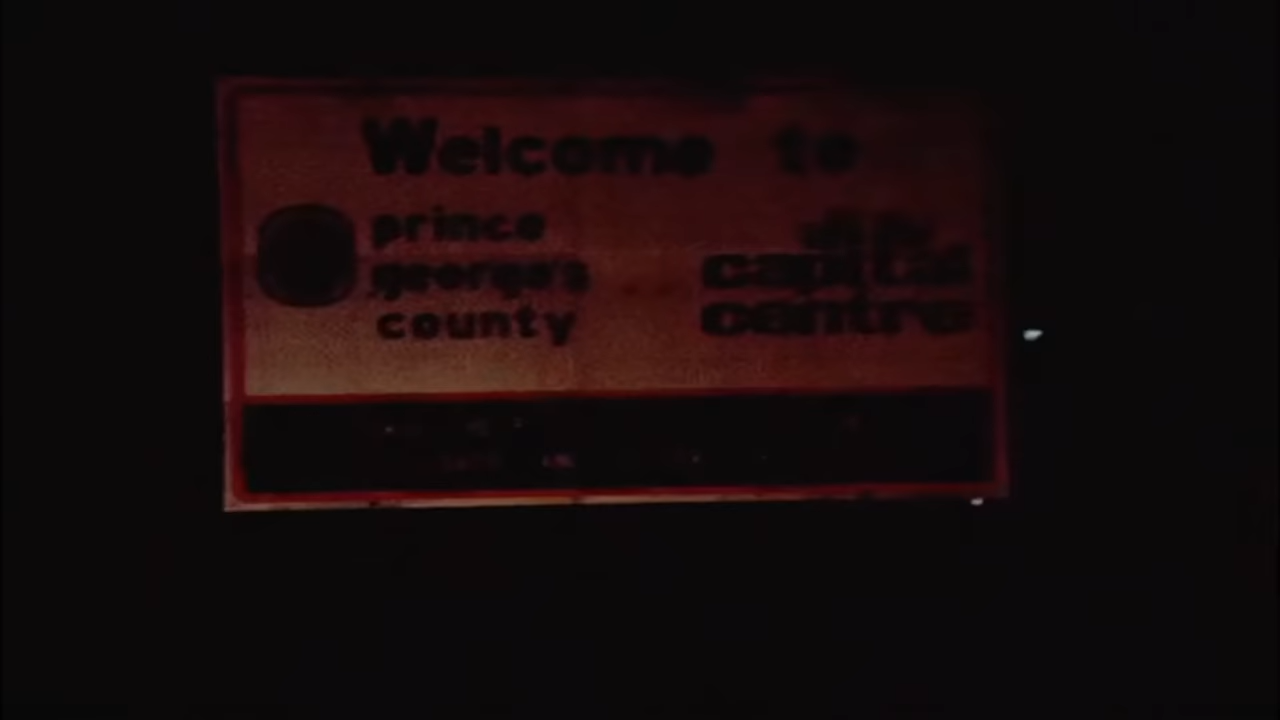 Welcome to
prince
george's
county
capital
centre